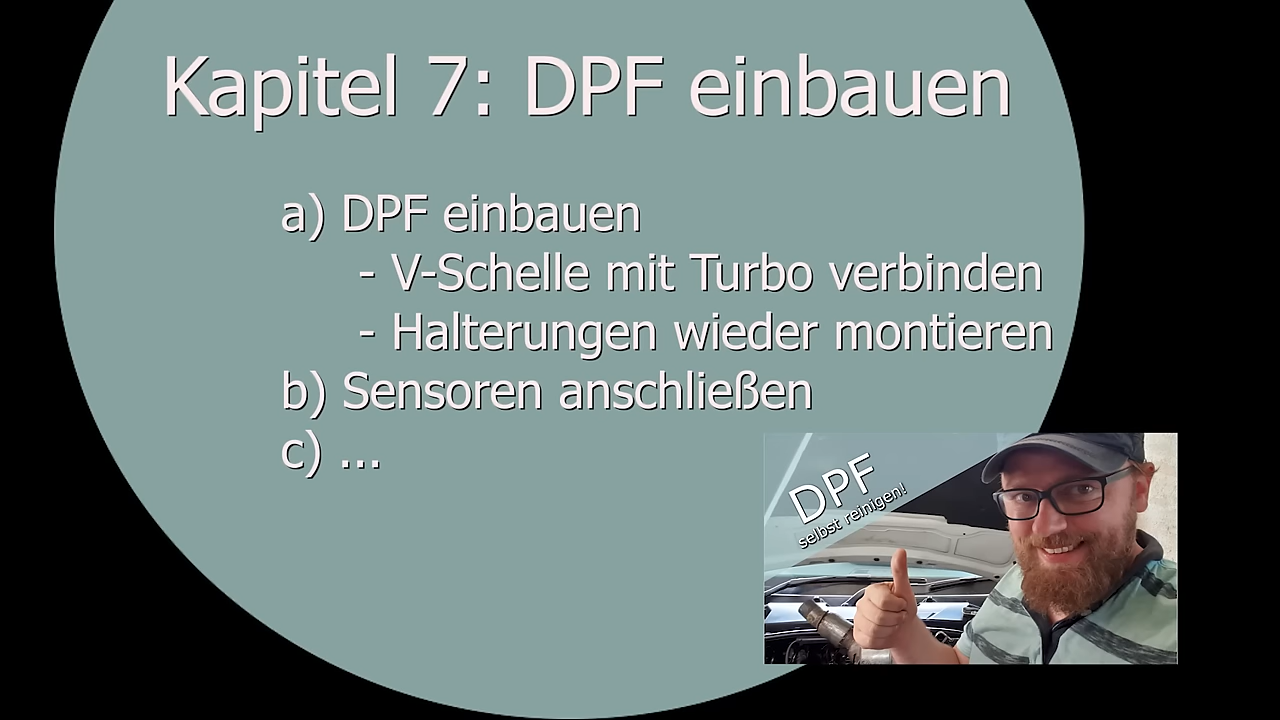 Kapitel 7: DPF einbauen
a) DPF einbauen
- V-Schelle mit Turbo verbinden
- Halterungen wieder montieren
b) Sensoren anschließen
c) ...
DPF
selbst reinigen!